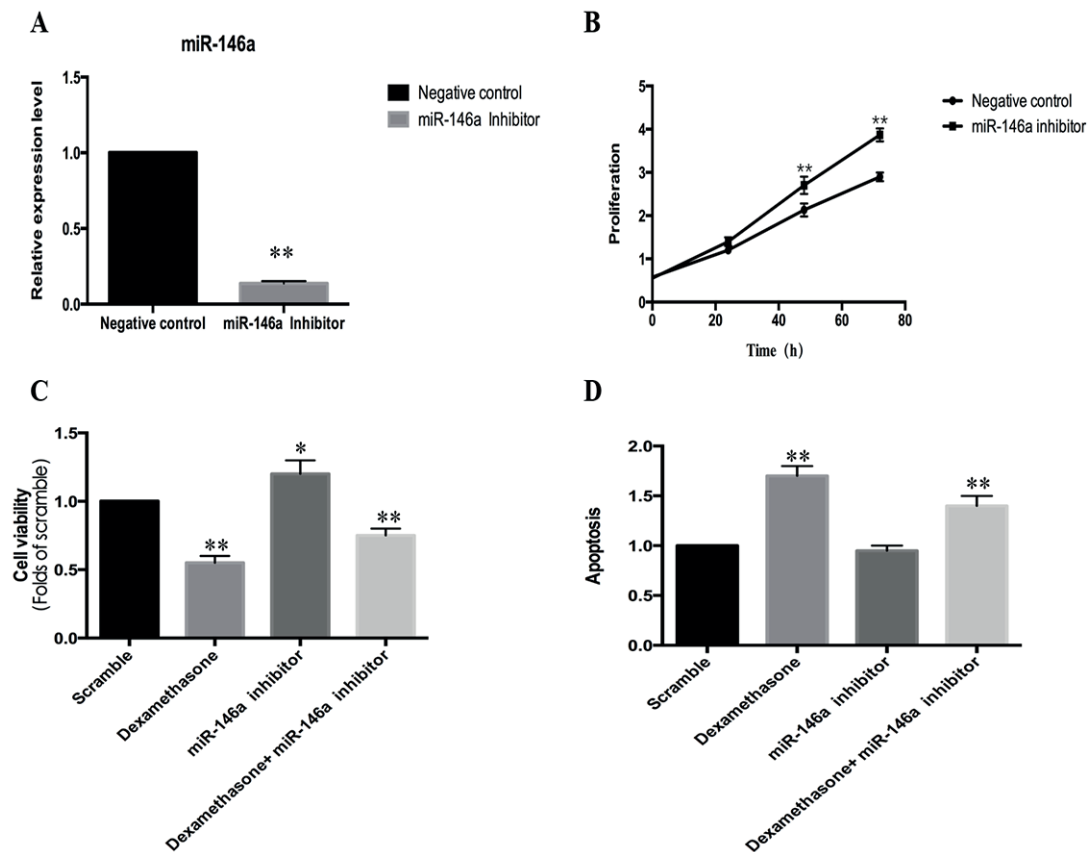 A
miR-146a
Relative expression level
1.5
1.0
0.5
0.0
Negative control
miR-146a Inhibitor
Negative control
miR-146a Inhibitor
**
B
Proliferation
5
4
3
2
1
0
0
20
40
60
80
Time (h)
Negative control
miR-146a inhibitor
**
**
C
Cell viability
(Folds of scramble)
1.5
1.0
0.5
0.0
**
*
**
Scramble
Dexamethasone
miR-146a inhibitor
Dexamethasone+ miR-146a inhibitor
D
Apoptosis
2.0
1.5
1.0
0.5
0.0
**
**
Scramble
Dexamethasone
miR-146a inhibitor
Dexamethasone+ miR-146a inhibitor